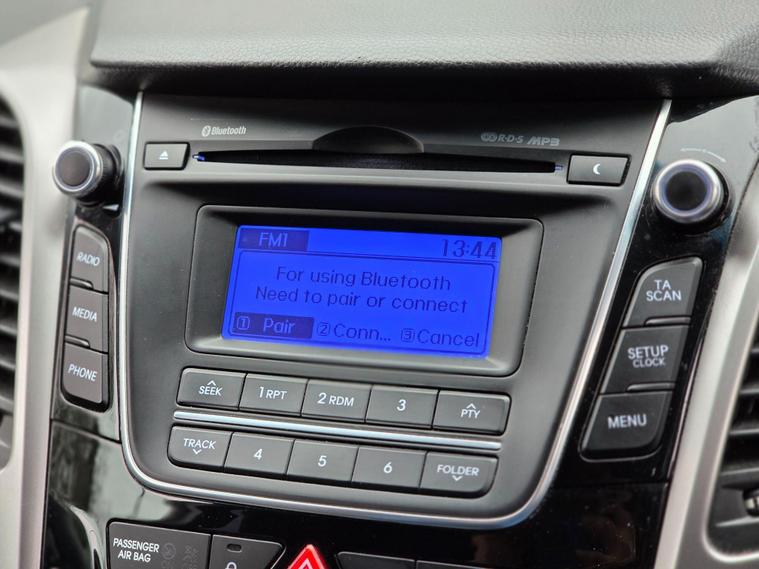 Bluetooth
R·D·S MP3
FM1 13:44
For using Bluetooth
Need to pair or connect
1 Pair 2 Conn... 3 Cancel
RADIO
MEDIA
PHONE
TA
SCAN
SETUP
CLOCK
MENU
SEEK 1 RPT 2 RDM 3 PTY
TRACK 4 5 6 FOLDER
PASSENGER
AIR BAG